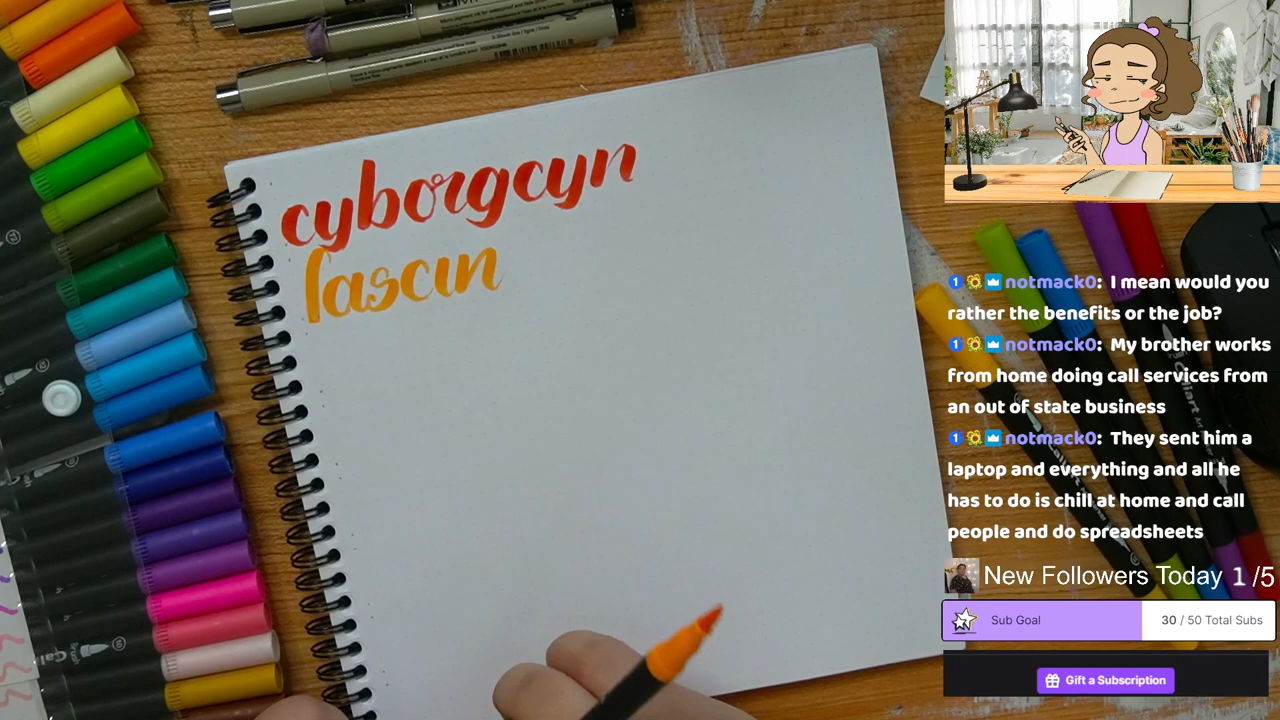 cyborgcyn
fascin
1 notmack0: I mean would you
rather the benefits or the job?
1 notmack0: My brother works
from home doing call services from
an out of state business
1 notmack0: They sent him a
laptop and everything and all he
has to do is chill at home and call
people and do spreadsheets
New Followers Today 1 /5
Sub Goal
30 / 50 Total Subs
Gift a Subscription